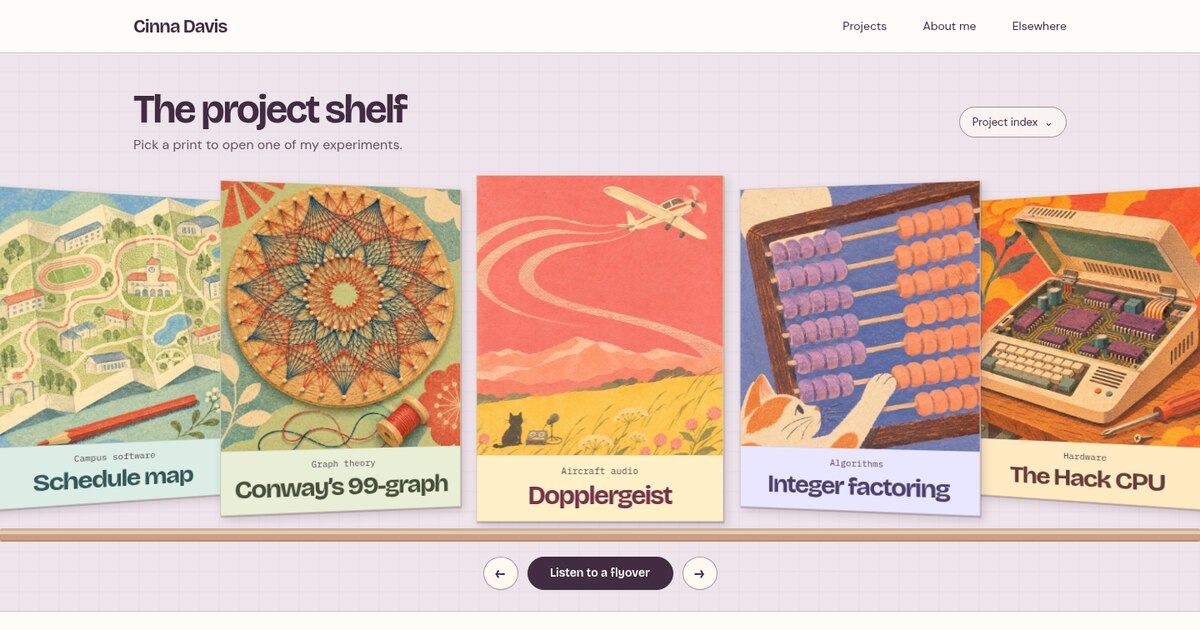 Cinna Davis
Projects
About me
Elsewhere
The project shelf
Pick a print to open one of my experiments.
Project index
Campus software
Schedule map
Graph theory
Conway's 99-graph
Aircraft audio
Dopplergeist
Algorithms
Integer factoring
Hardware
The Hack CPU
←
Listen to a flyover
→